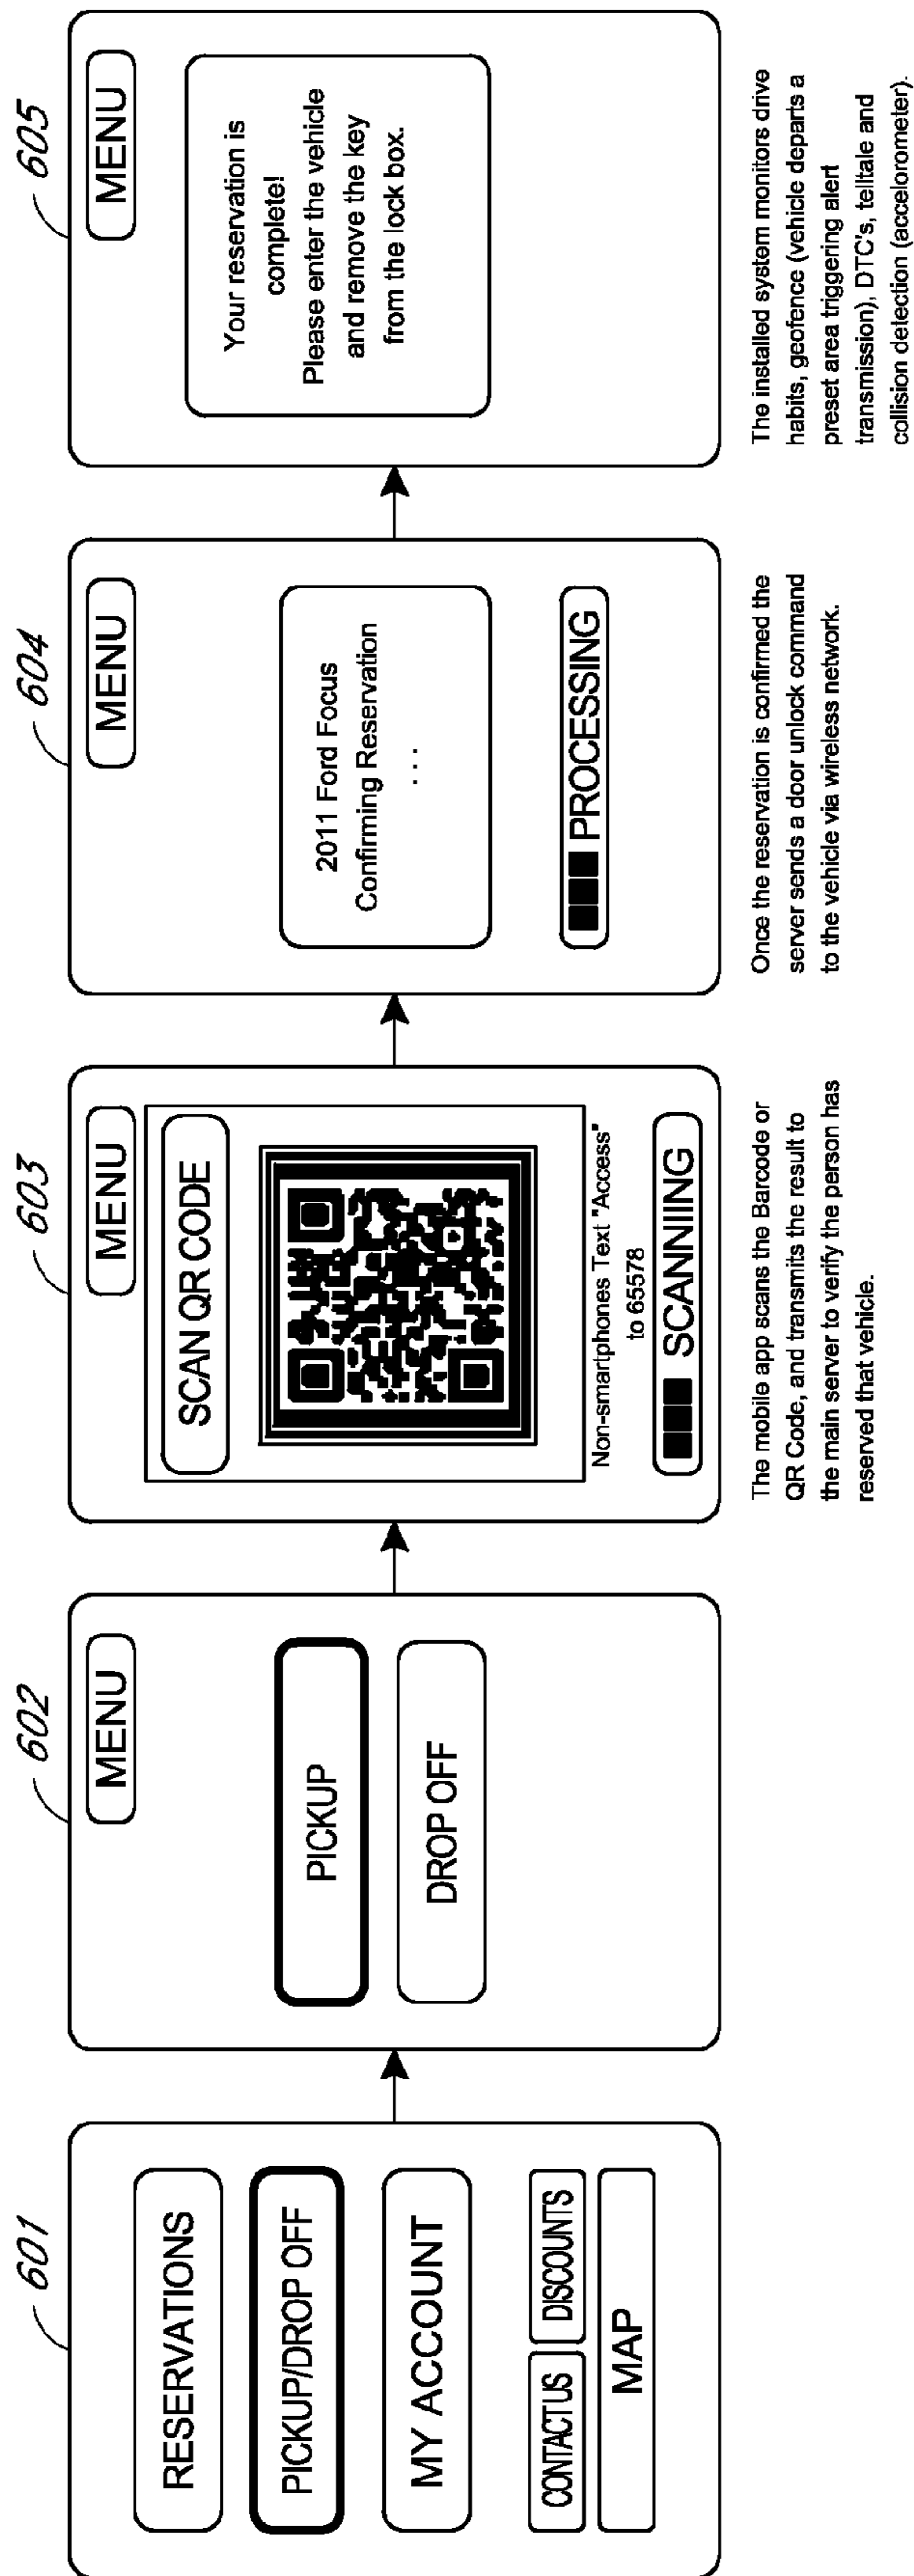 601
RESERVATIONS
PICKUP/DROP OFF
MY ACCOUNT
CONTACT US
DISCOUNTS
MAP
602
MENU
PICKUP
DROP OFF
603
MENU
SCAN QR CODE
Non-smartphones Text "Access"
to 65578
SCANNIING
The mobile app scans the Barcode or
QR Code, and transmits the result to
the main server to verify the person has
reserved that vehicle.
604
MENU
2011 Ford Focus
Confirming Reservation
...
PROCESSING
Once the reservation is confirmed the
server sends a door unlock command
to the vehicle via wireless network.
605
MENU
Your reservation is
complete!
Please enter the vehicle
and remove the key
from the lock box.
The installed system monitors drive
habits, geofence (vehicle departs a
preset area triggering alert
transmission), DTC's, telltale and
collision detection (accelorometer).